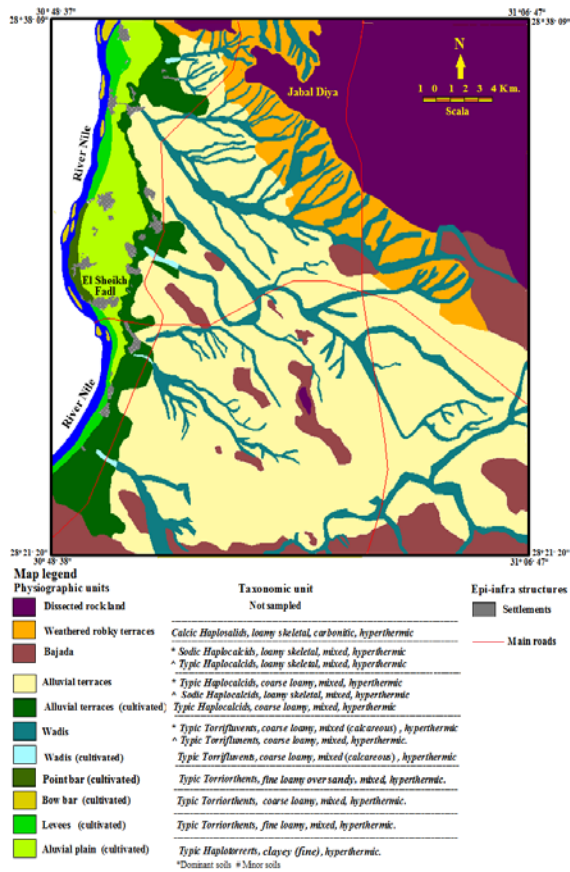 30° 48' 37" 31° 06' 47"
28° 38' 09" 28° 38' 09"
N
Jabal Diya
1 0 1 2 3 4 Km.
Scala
River Nile
El Sheikh
Fadl
River Nile
28° 21' 20" 28° 21' 20"
30° 48' 38" 31° 06' 47"
Map legend
Physiographic units Taxonomic unit Epi-infra structures
Dissected rock land Not sampled Settlements
Weathered robky terraces Calcic Haplosalids, loamy skeletal, carbonitic, hyperthermic Main roads
Bajada * Sodic Haplocalcids, loamy skeletal, mixed, hyperthermic
^ Typic Haplocalcids, loamy skeletal, mixed, hyperthermic
Alluvial terraces * Typic Haplocalcids, coarse loamy, mixed, hyperthermic
^ Sodic Haplocalcids, loamy skeletal, mixed, hyperthermic
Alluvial terraces (cultivated) Typic Haplocalcids, coarse loamy, mixed, hyperthermic
Wadis * Typic Torrifluvents, coarse loamy, mixed (calcareous) , hyperthermic
^ Typic Torriflunents, coarse loamy, mixed, hyperthermic.
Wadis (cultivated) Typic Torrifluvents, coarse loamy, mixed (calcareous) , hyperthermic
Point bar (cultivated) Typic Torriorthents, fine loamy over sandy, mixed, hyperthermic.
Bow bar (cultivated) Typic Torriorthents, coarse loamy, mixed, hyperthermic.
Levees (cultivated) Typic Torriorthents, fine loamy, mixed, hyperthermic.
Aluvial plain (cultivated) Typic Haplotorrerts, clayey (fine), hyperthermic.
*Dominant soils # Minor soils